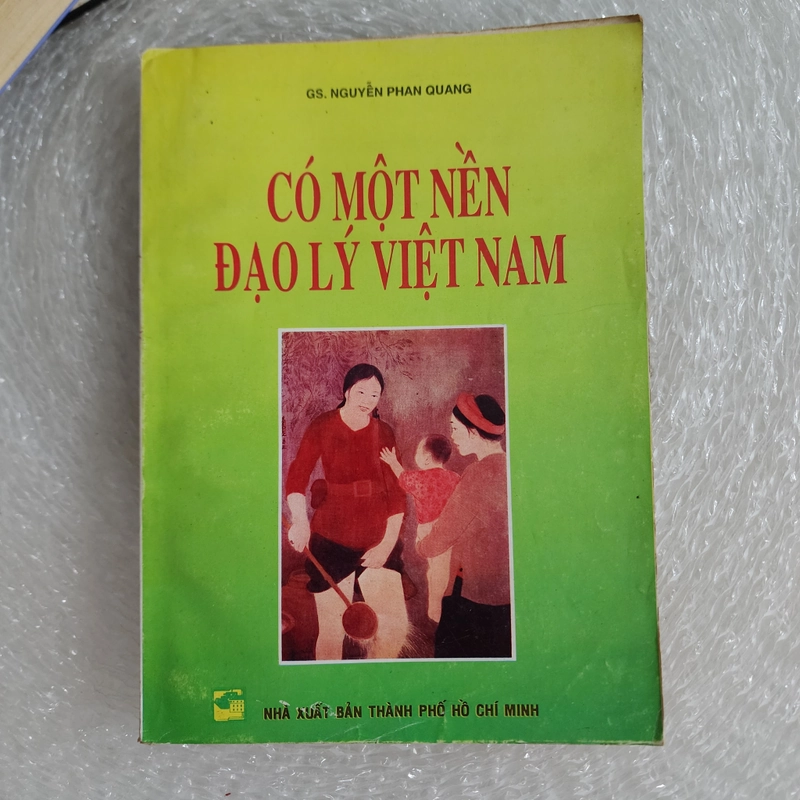 GS. NGUYỄN PHAN QUANG
CÓ MỘT NỀN
ĐẠO LÝ VIỆT NAM
NHÀ XUẤT BẢN THÀNH PHỐ HỒ CHÍ MINH